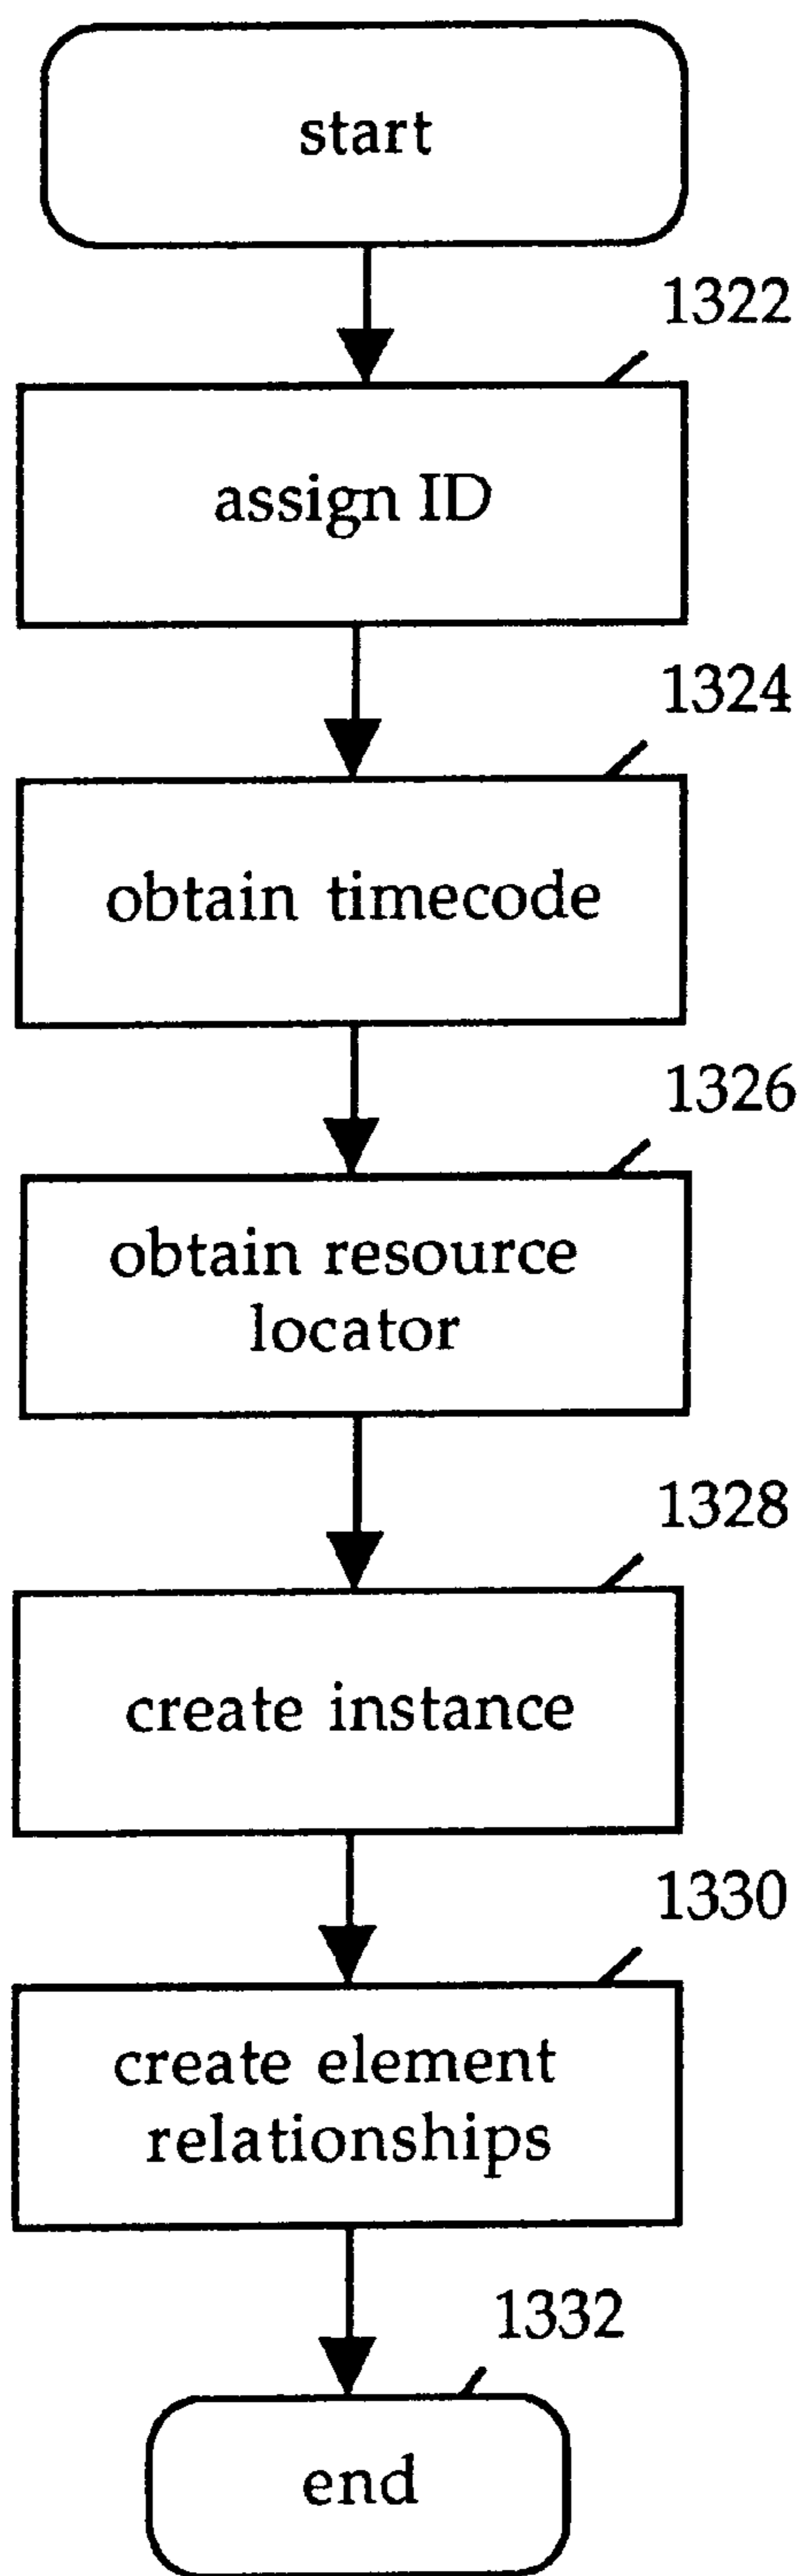 start
1322
assign ID
1324
obtain timecode
1326
obtain resource
locator
1328
create instance
1330
create element
relationships
1332
end